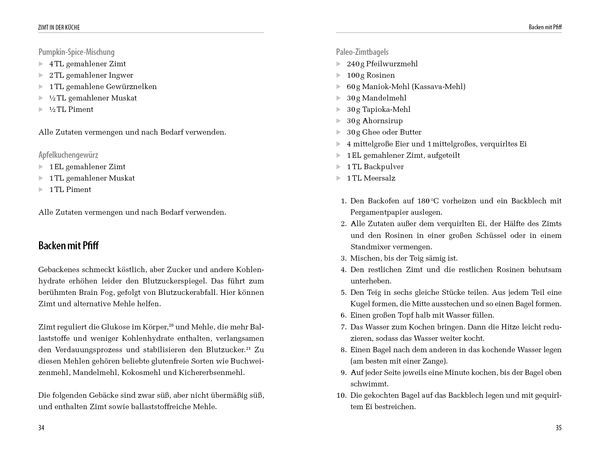 ZIMT IN DER KÜCHE
Pumpkin-Spice-Mischung
▶ 4 TL gemahlener Zimt
▶ 2 TL gemahlener Ingwer
▶ 1 TL gemahlene Gewürznelken
▶ ½ TL gemahlener Muskat
▶ ½ TL Piment
Alle Zutaten vermengen und nach Bedarf verwenden.
Apfelkuchengewürz
▶ 1 EL gemahlener Zimt
▶ 1 TL gemahlener Muskat
▶ 1 TL Piment
Alle Zutaten vermengen und nach Bedarf verwenden.
Backen mit Pfiff
Gebackenes schmeckt köstlich, aber Zucker und andere Kohlen-
hydrate erhöhen leider den Blutzuckerspiegel. Das führt zum
berühmten Brain Fog, gefolgt von Blutzuckerabfall. Hier können
Zimt und alternative Mehle helfen.
Zimt reguliert die Glukose im Körper,²⁰ und Mehle, die mehr Bal-
laststoffe und weniger Kohlenhydrate enthalten, verlangsamen
den Verdauungsprozess und stabilisieren den Blutzucker.²¹ Zu
diesen Mehlen gehören beliebte glutenfreie Sorten wie Buchwei-
zenmehl, Mandelmehl, Kokosmehl und Kichererbsenmehl.
Die folgenden Gebäcke sind zwar süß, aber nicht übermäßig süß,
und enthalten Zimt sowie ballaststoffreiche Mehle.
34
Backen mit Pfiff
Paleo-Zimtbagels
▶ 240 g Pfeilwurzmehl
▶ 100 g Rosinen
▶ 60 g Maniok-Mehl (Kassava-Mehl)
▶ 30 g Mandelmehl
▶ 30 g Tapioka-Mehl
▶ 30 g Ahornsirup
▶ 30 g Ghee oder Butter
▶ 4 mittelgroße Eier und 1 mittelgroßes, verquirltes Ei
▶ 1 EL gemahlener Zimt, aufgeteilt
▶ 1 TL Backpulver
▶ 1 TL Meersalz
1. Den Backofen auf 180 °C vorheizen und ein Backblech mit
Pergamentpapier auslegen.
2. Alle Zutaten außer dem verquirlten Ei, der Hälfte des Zimts
und den Rosinen in einer großen Schüssel oder in einem
Standmixer vermengen.
3. Mischen, bis der Teig sämig ist.
4. Den restlichen Zimt und die restlichen Rosinen behutsam
unterheben.
5. Den Teig in sechs gleiche Stücke teilen. Aus jedem Teil eine
Kugel formen, die Mitte ausstechen und so einen Bagel formen.
6. Einen großen Topf halb mit Wasser füllen.
7. Das Wasser zum Kochen bringen. Dann die Hitze leicht redu-
zieren, sodass das Wasser weiter kocht.
8. Einen Bagel nach dem anderen in das kochende Wasser legen
(am besten mit einer Zange).
9. Auf jeder Seite jeweils eine Minute kochen, bis der Bagel oben
schwimmt.
10. Die gekochten Bagel auf das Backblech legen und mit gequirl-
tem Ei bestreichen.
35